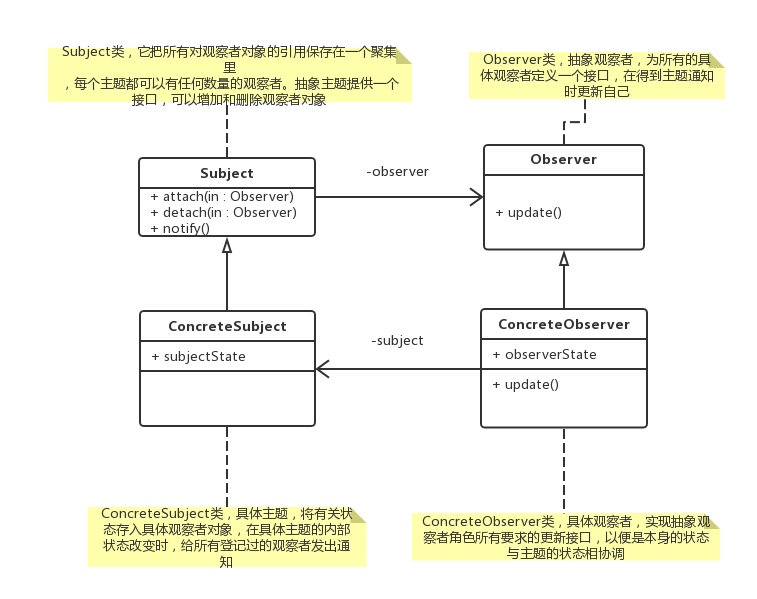 Subject类，它把所有对观察者对象的引用保存在一个聚集
里
，每个主题都可以有任何数量的观察者。抽象主题提供一个
接口，可以增加和删除观察者对象
Observer类，抽象观察者，为所有的具
体观察者定义一个接口，在得到主题通知
时更新自己
Subject
+ attach(in : Observer)
+ detach(in : Observer)
+ notify()
-observer
Observer
+ update()
ConcreteSubject
+ subjectState
-subject
ConcreteObserver
+ observerState
+ update()
ConcreteSubject类，具体主题，将有关状
态存入具体观察者对象，在具体主题的内部
状态改变时，给所有登记过的观察者发出通
知
ConcreteObserver类，具体观察者，实现抽象观
察者角色所有要求的更新接口，以便是本身的状态
与主题的状态相协调